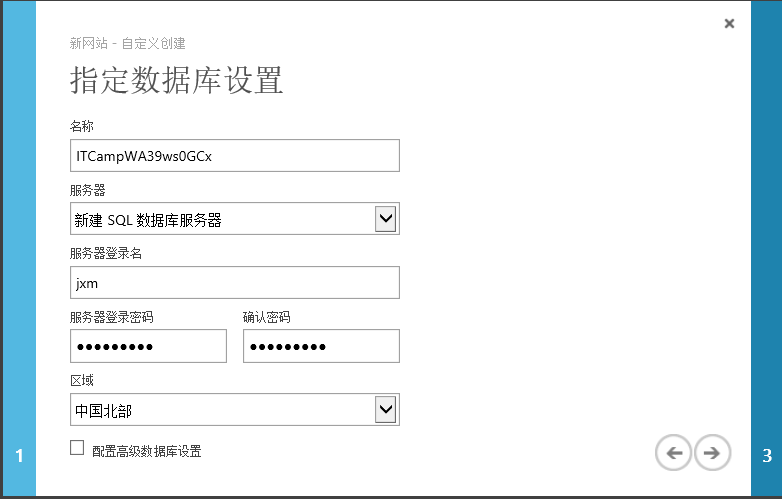 新网站 - 自定义创建
指定数据库设置
名称
ITCampWA39ws0GCx
服务器
新建 SQL 数据库服务器
服务器登录名
jxm
服务器登录密码 确认密码
●●●●●●●●● ●●●●●●●●●
区域
中国北部
配置高级数据库设置
1 3